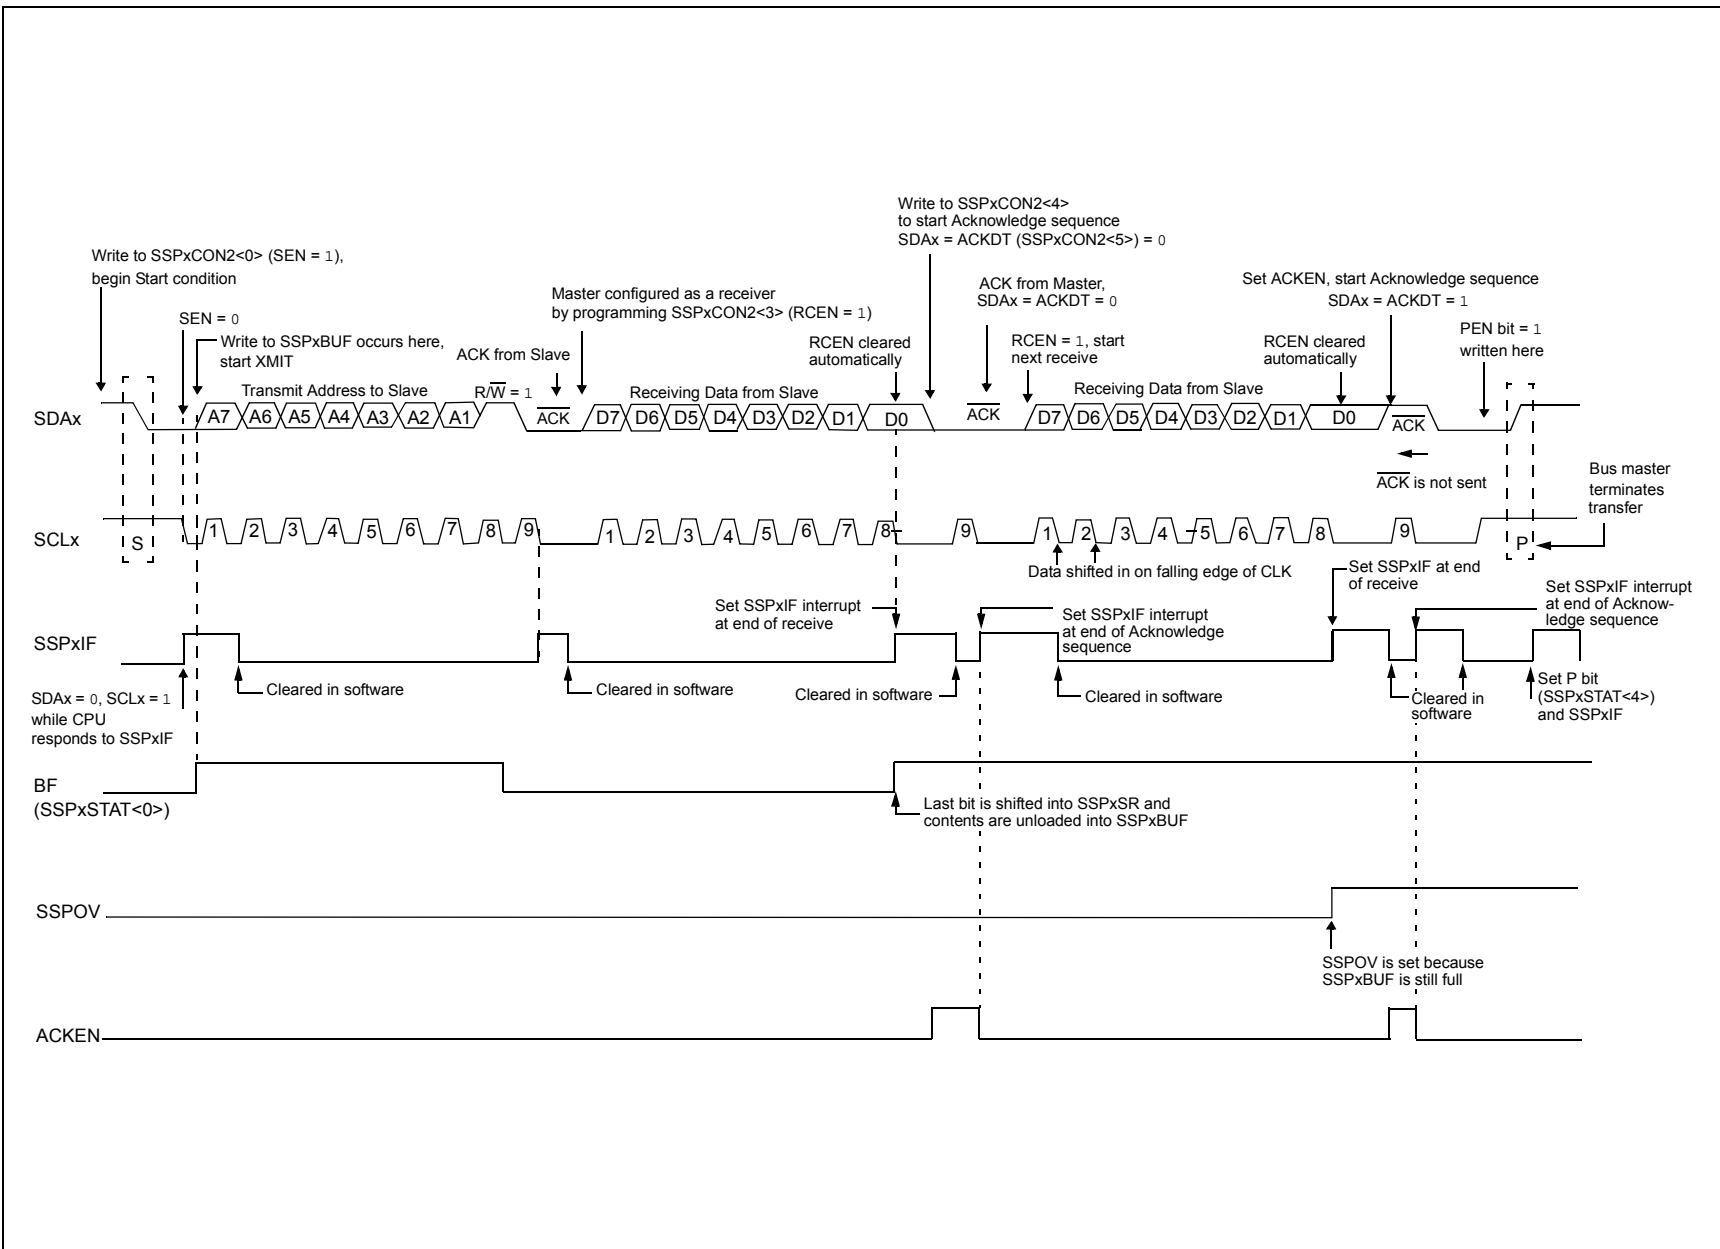 Write to SSPxCON2<4>
to start Acknowledge sequence
SDAx = ACKDT (SSPxCON2<5>) = 0
Write to SSPxCON2<0> (SEN = 1),
begin Start condition
ACK from Master,
SDAx = ACKDT = 0
Set ACKEN, start Acknowledge sequence
SDAx = ACKDT = 1
Master configured as a receiver
by programming SSPxCON2<3> (RCEN = 1)
SEN = 0
Write to SSPxBUF occurs here,
start XMIT
ACK from Slave
RCEN cleared
automatically
RCEN = 1, start
next receive
RCEN cleared
automatically
PEN bit = 1
written here
Transmit Address to Slave
R/W = 1
Receiving Data from Slave
Receiving Data from Slave
SDAx
A7 A6 A5 A4 A3 A2 A1 ACK D7 D6 D5 D4 D3 D2 D1 D0 ACK D7 D6 D5 D4 D3 D2 D1 D0 ACK
ACK is not sent
Bus master
terminates
transfer
SCLx
S 1 2 3 4 5 6 7 8 9 1 2 3 4 5 6 7 8 9 1 2 3 4 5 6 7 8 9 P
Data shifted in on falling edge of CLK
Set SSPxIF at end
of receive
Set SSPxIF interrupt
at end of receive
Set SSPxIF interrupt
at end of Acknowledge
sequence
Set SSPxIF interrupt
at end of Acknow-
ledge sequence
SSPxIF
SDAx = 0, SCLx = 1
while CPU
responds to SSPxIF
Cleared in software
Cleared in software
Cleared in software
Cleared in software
Cleared in
software
Set P bit
(SSPxSTAT<4>)
and SSPxIF
BF
(SSPxSTAT<0>)
Last bit is shifted into SSPxSR and
contents are unloaded into SSPxBUF
SSPOV
SSPOV is set because
SSPxBUF is still full
ACKEN